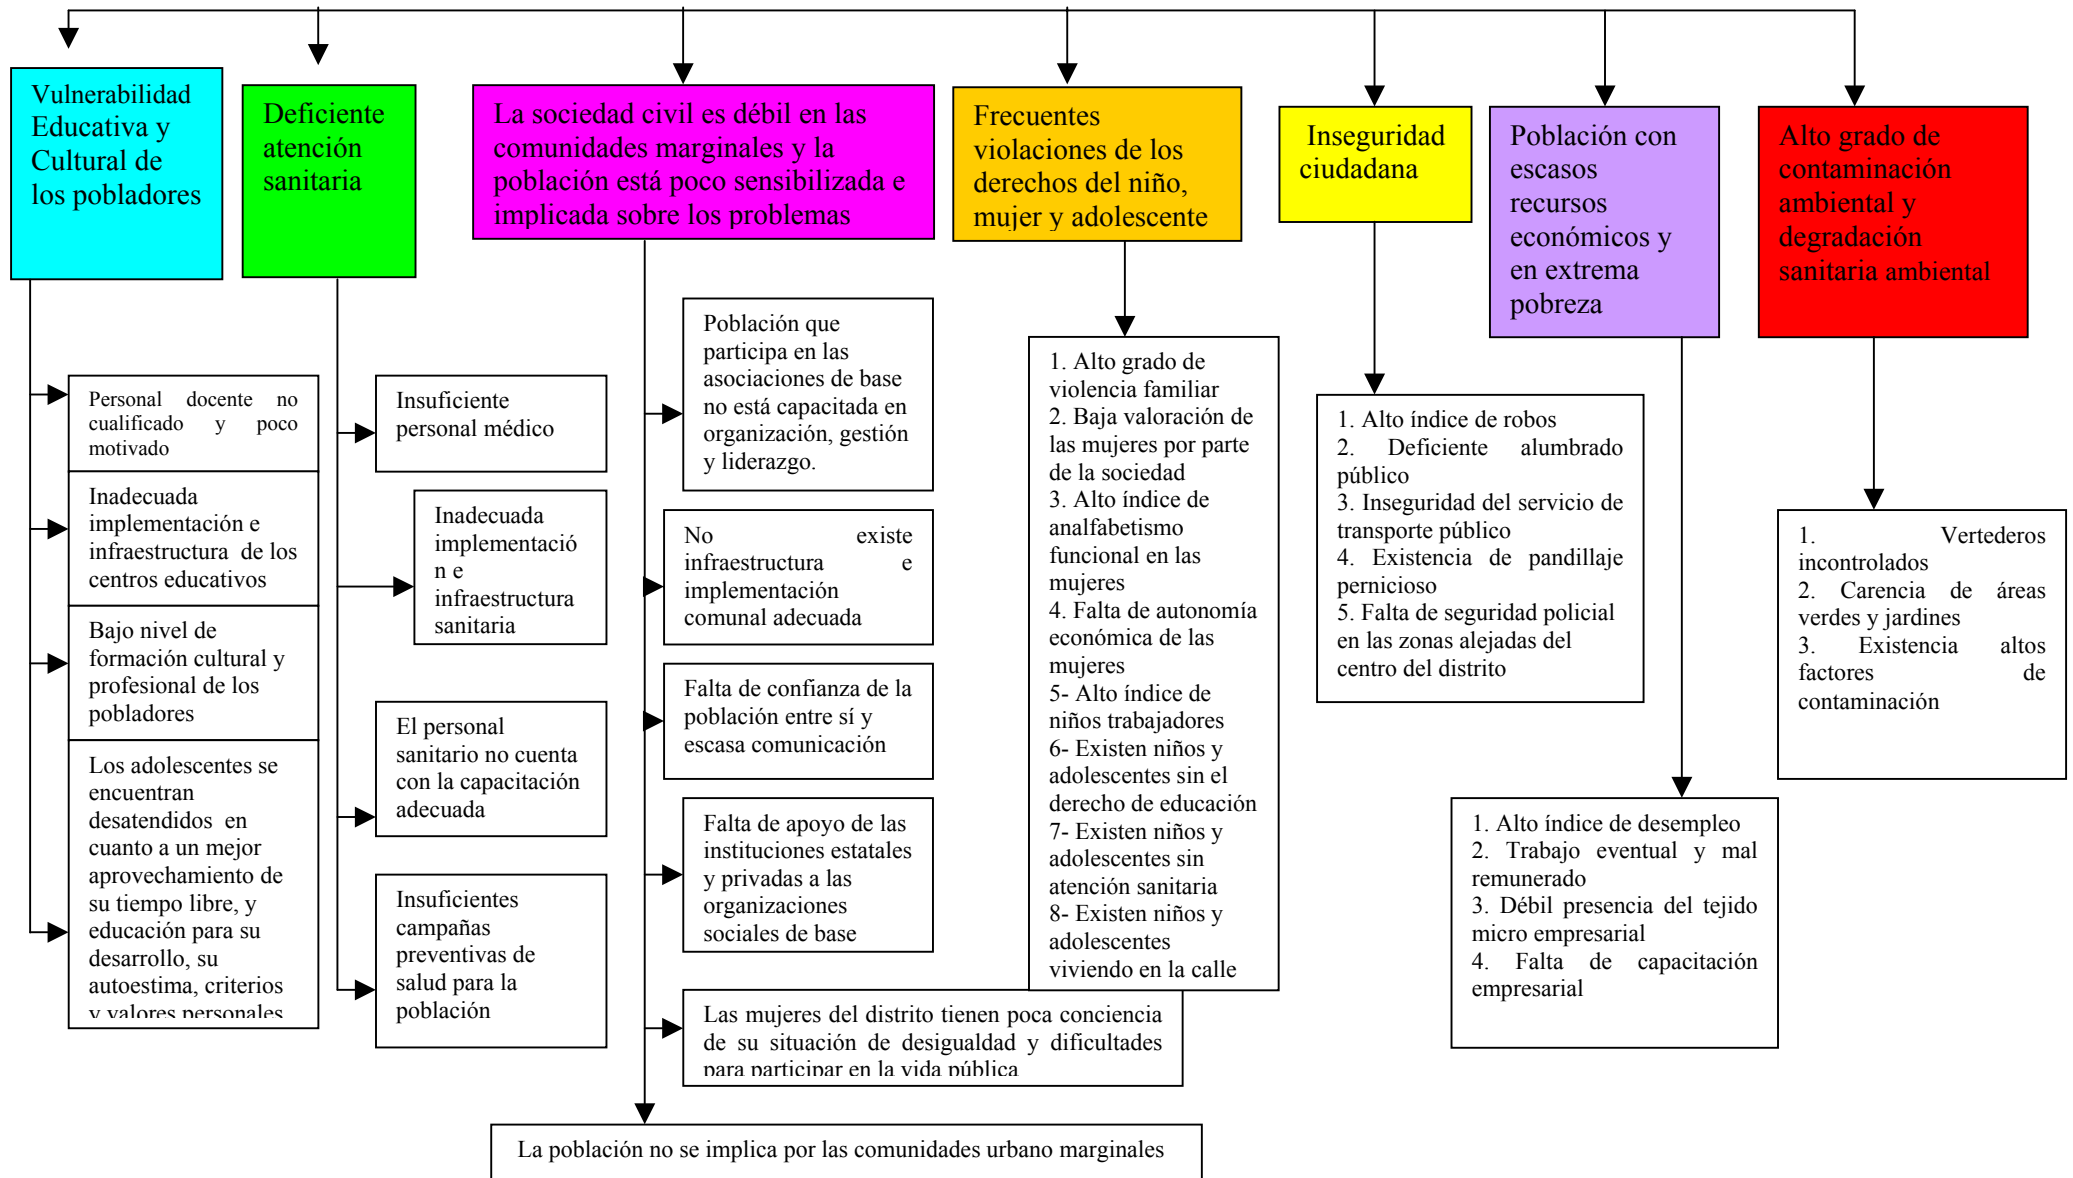 Vulnerabilidad
Educativa y
Cultural de
los pobladores
Deficiente
atención
sanitaria
La sociedad civil es débil en las
comunidades marginales y la
población está poco sensibilizada e
implicada sobre los problemas
Frecuentes
violaciones de los
derechos del niño,
mujer y adolescente
Inseguridad
ciudadana
Población con
escasos
recursos
económicos y
en extrema
pobreza
Alto grado de
contaminación
ambiental y
degradación
sanitaria ambiental
Personal docente no
cualificado y poco
motivado
Inadecuada
implementación e
infraestructura de los
centros educativos
Bajo nivel de
formación cultural y
profesional de los
pobladores
Los adolescentes se
encuentran
desatendidos en
cuanto a un mejor
aprovechamiento de
su tiempo libre, y
educación para su
desarrollo, su
autoestima, criterios
y valores personales
Insuficiente
personal médico
Inadecuada
implementació
n e
infraestructura
sanitaria
El personal
sanitario no cuenta
con la capacitación
adecuada
Insuficientes
campañas
preventivas de
salud para la
población
Población que
participa en las
asociaciones de base
no está capacitada en
organización, gestión
y liderazgo.
No existe
infraestructura e
implementación
comunal adecuada
Falta de confianza de la
población entre sí y
escasa comunicación
Falta de apoyo de las
instituciones estatales
y privadas a las
organizaciones
sociales de base
Las mujeres del distrito tienen poca conciencia
de su situación de desigualdad y dificultades
para participar en la vida pública
La población no se implica por las comunidades urbano marginales
1. Alto grado de
violencia familiar
2. Baja valoración de
las mujeres por parte
de la sociedad
3. Alto índice de
analfabetismo
funcional en las
mujeres
4. Falta de autonomía
económica de las
mujeres
5- Alto índice de
niños trabajadores
6- Existen niños y
adolescentes sin el
derecho de educación
7- Existen niños y
adolescentes sin
atención sanitaria
8- Existen niños y
adolescentes
viviendo en la calle
1. Alto índice de robos
2. Deficiente alumbrado
público
3. Inseguridad del servicio de
transporte público
4. Existencia de pandillaje
pernicioso
5. Falta de seguridad policial
en las zonas alejadas del
centro del distrito
1. Alto índice de desempleo
2. Trabajo eventual y mal
remunerado
3. Débil presencia del tejido
micro empresarial
4. Falta de capacitación
empresarial
1. Vertederos
incontrolados
2. Carencia de áreas
verdes y jardines
3. Existencia altos
factores de
contaminación